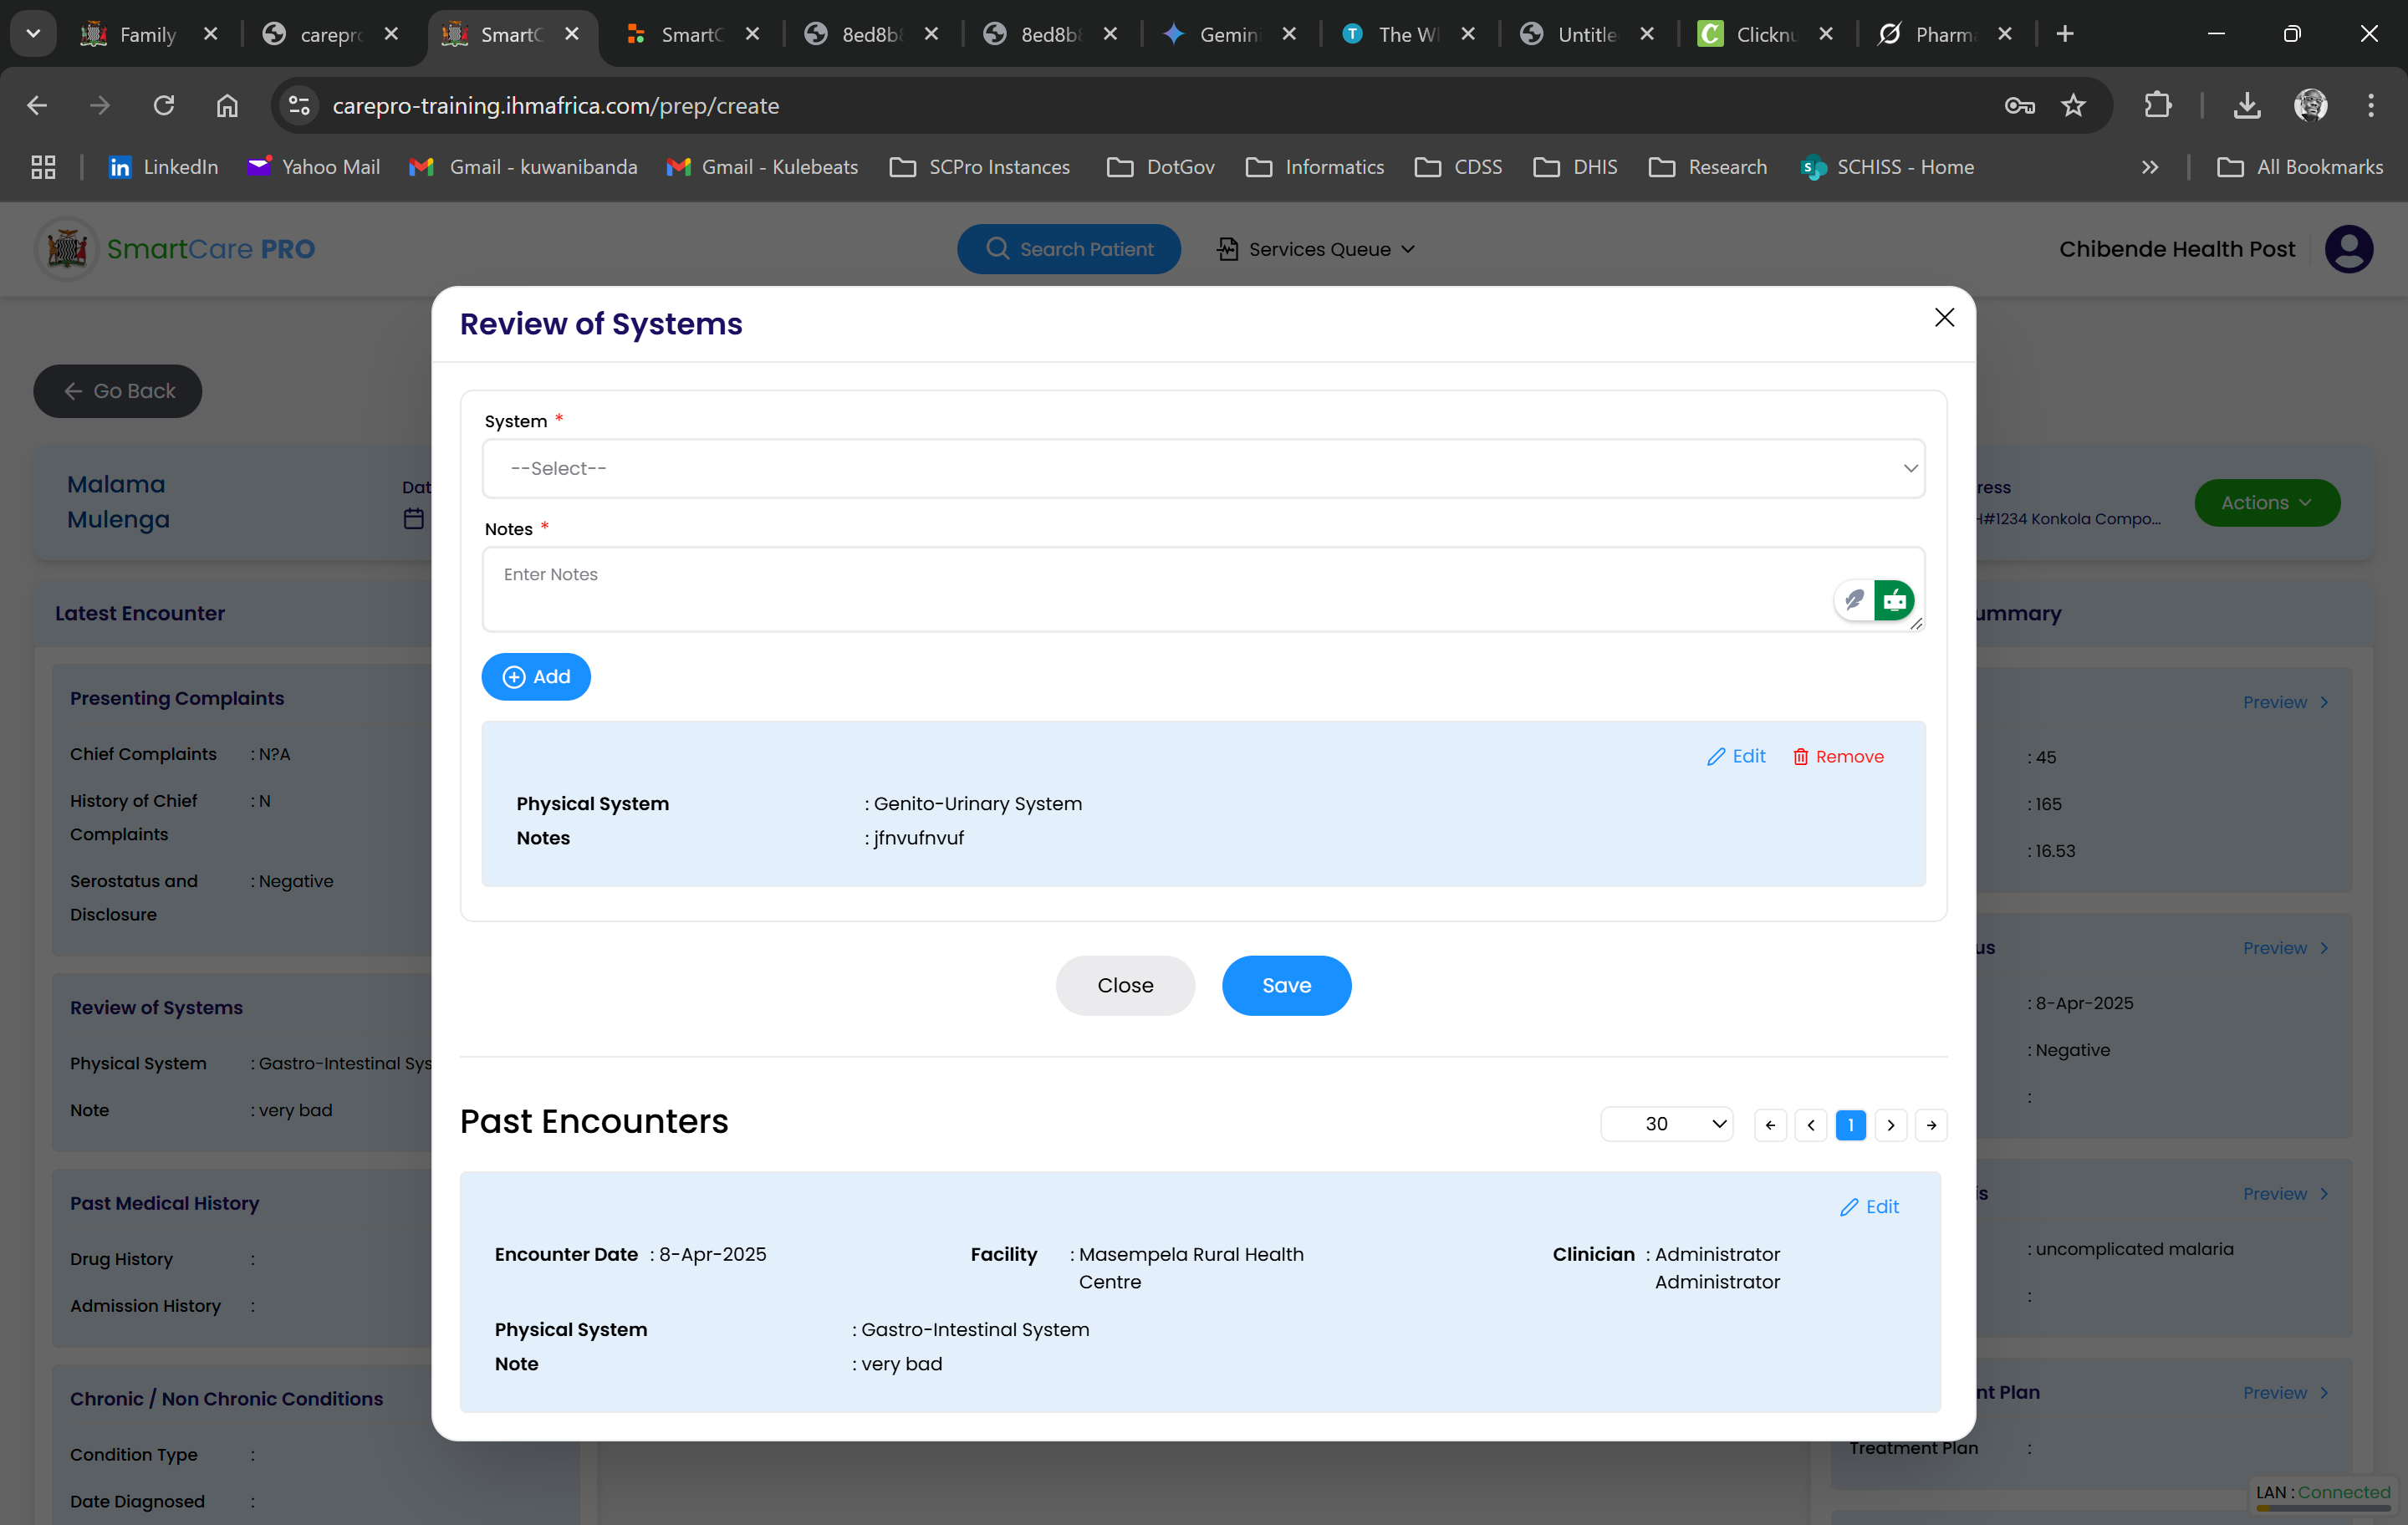 Family
carepro
SmartC
SmartC
8ed8b
8ed8b
Gemini
The W
Untitle
Clicknu
Pharma
carepro-training.ihmafrica.com/prep/create
LinkedIn
Yahoo Mail
Gmail - kuwanibanda
Gmail - Kulebeats
SCPro Instances
DotGov
Informatics
CDSS
DHIS
Research
SCHISS - Home
All Bookmarks
SmartCare PRO
Search Patient
Services Queue
Chibende Health Post
Review of Systems
Go Back
System *
--Select--
Malama
Mulenga
Dat
ress
H#1234 Konkola Compo...
Actions
Notes *
Enter Notes
Latest Encounter
ummary
Add
Presenting Complaints
Preview
Chief Complaints : N?A
Edit
Remove
: 45
History of Chief Complaints : N
Physical System : Genito-Urinary System
: 165
Notes : jfnvufnvuf
: 16.53
Serostatus and Disclosure : Negative
us
Preview
Close
Save
Review of Systems
: 8-Apr-2025
Physical System : Gastro-Intestinal Sys
: Negative
Note : very bad
:
Past Encounters
30
1
Past Medical History
is
Preview
Edit
Drug History :
Encounter Date : 8-Apr-2025
Facility : Masempela Rural Health
Centre
Clinician : Administrator
Administrator
: uncomplicated malaria
Admission History :
:
Physical System : Gastro-Intestinal System
Note : very bad
Chronic / Non Chronic Conditions
nt Plan
Preview
Condition Type :
Treatment Plan :
Date Diagnosed :
LAN : Connected